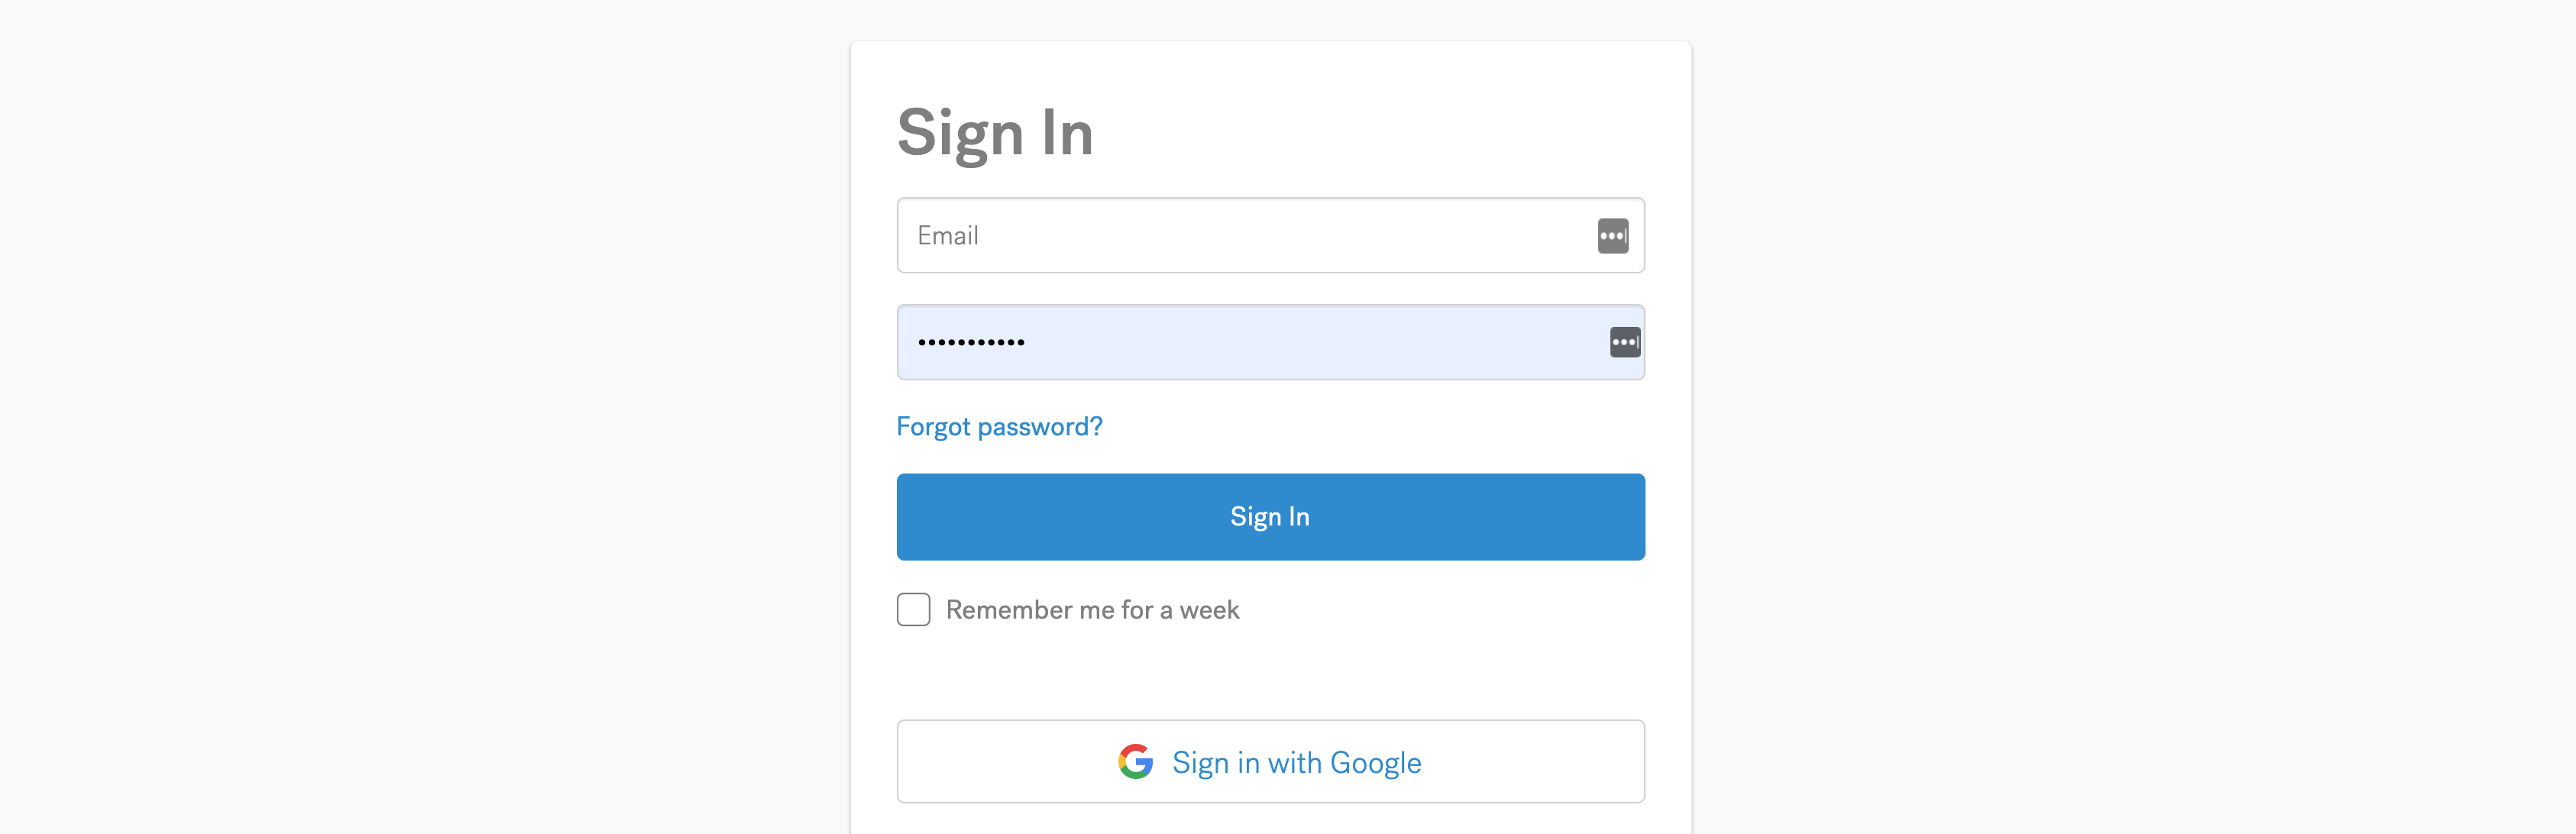 Sign In
Email
•••••••••••
Forgot password?
Sign In
Remember me for a week
Sign in with Google